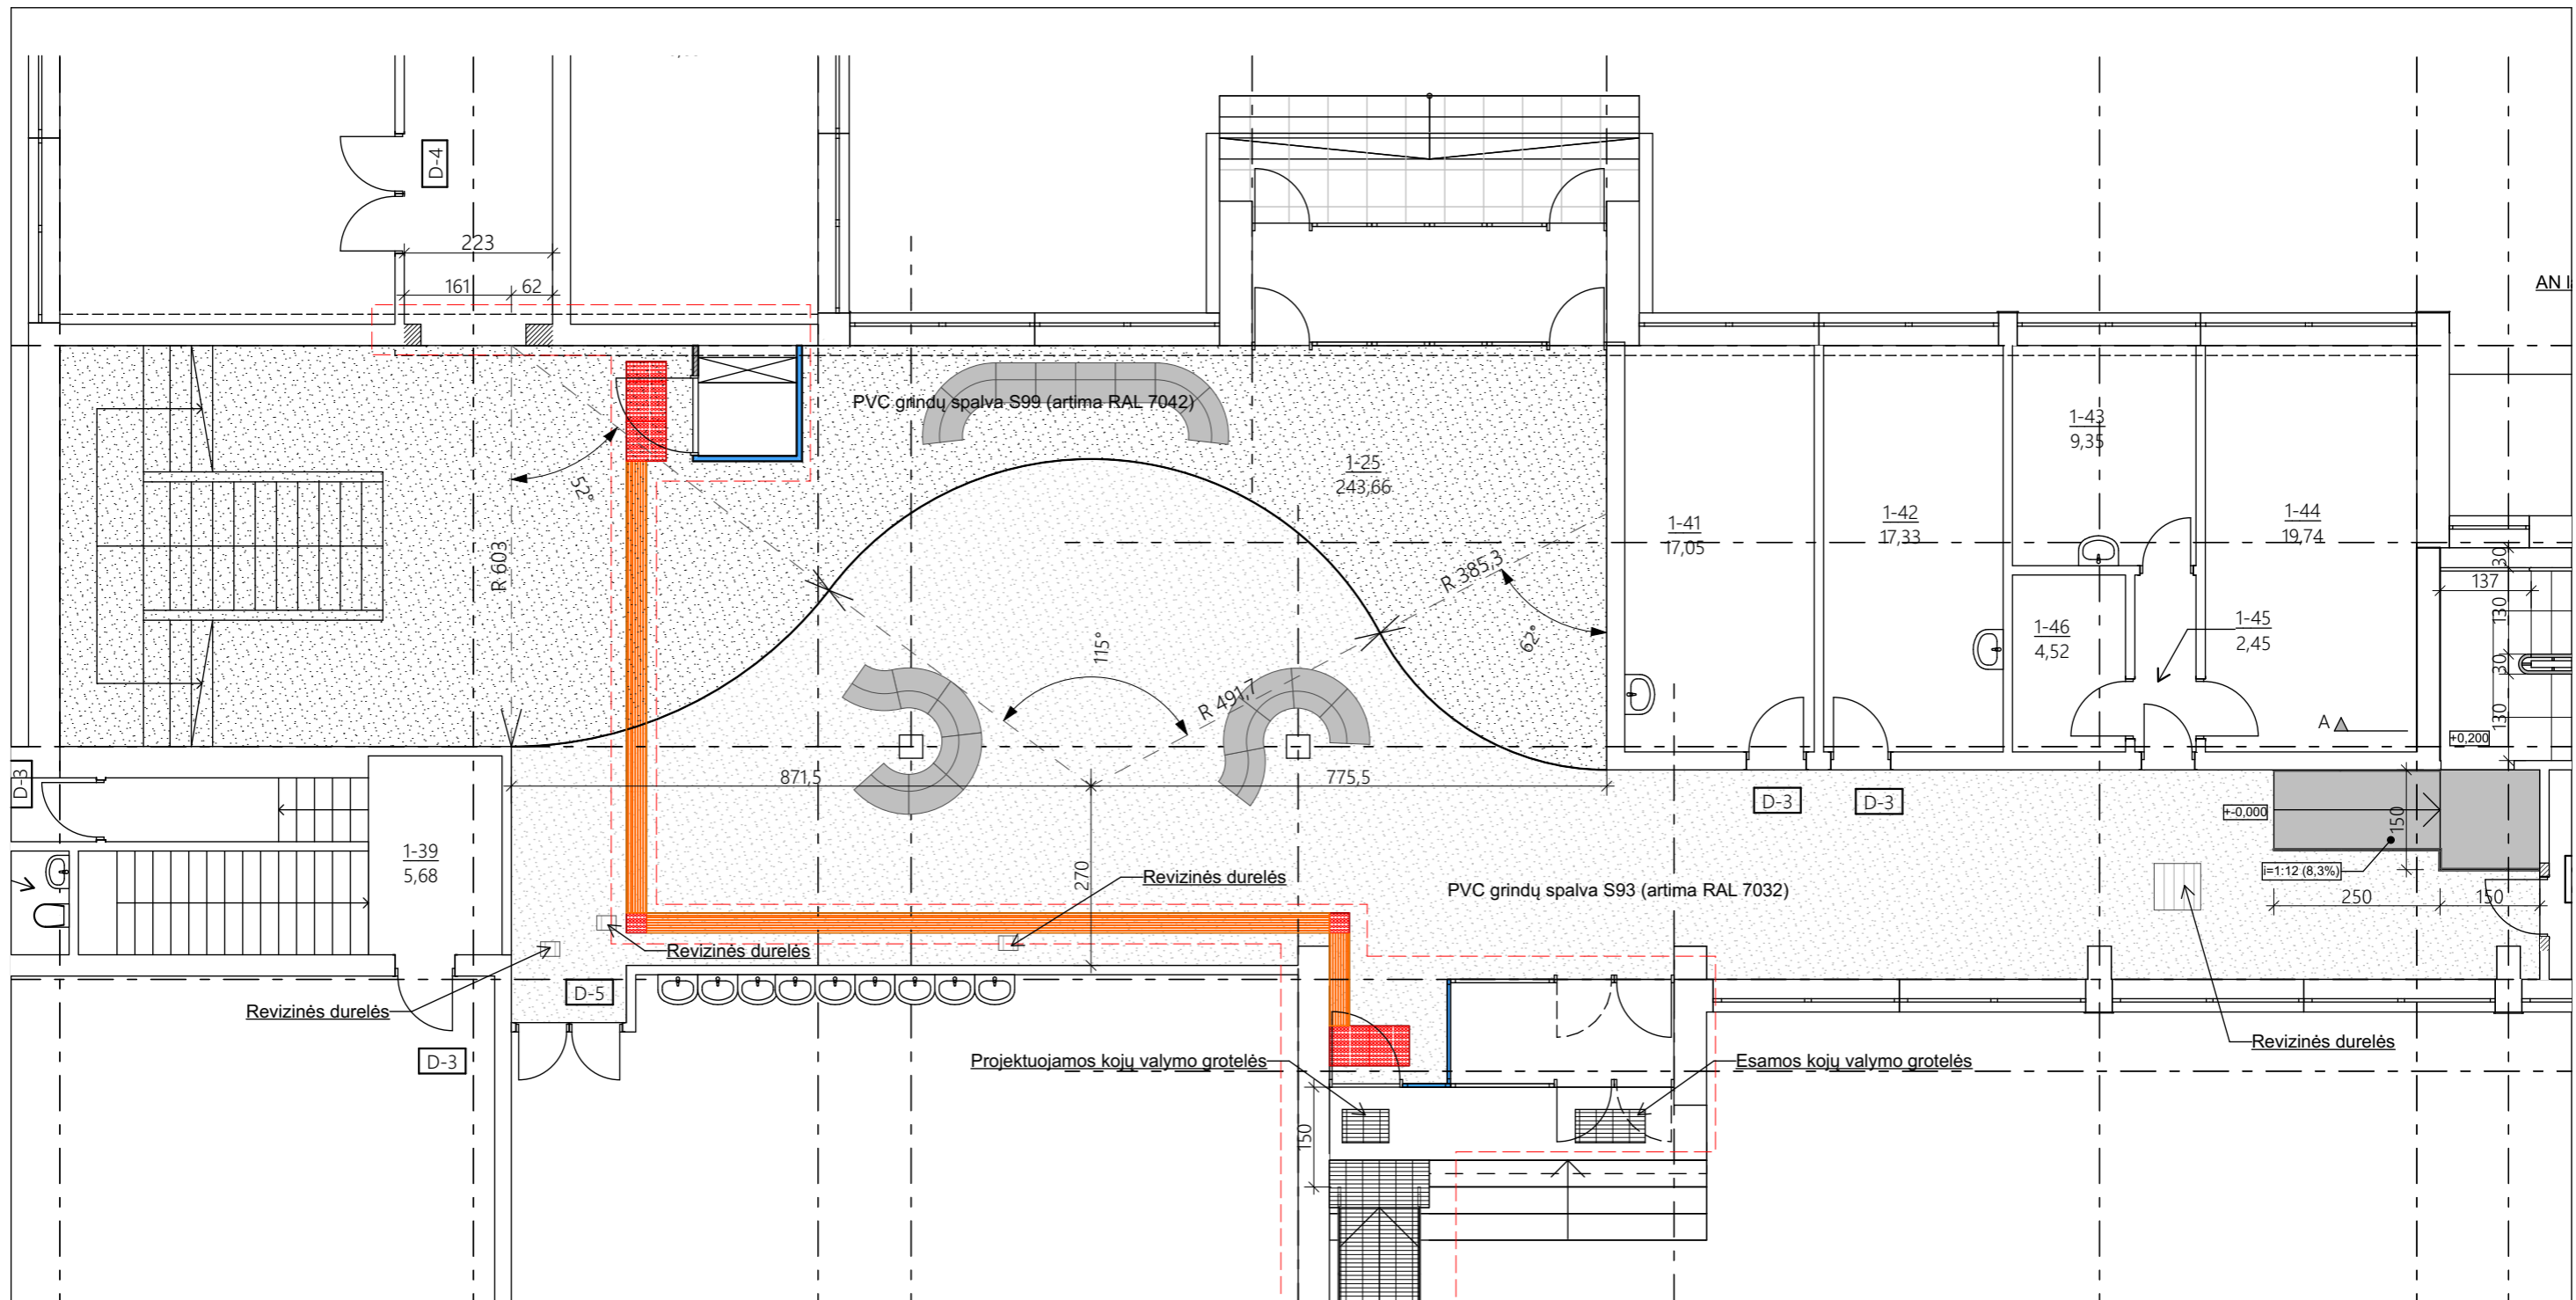 D-4
223
161
62
AN
PVC grindų spalva S99 (artima RAL 7042)
1-25
243,66
52°
R 603
R 385,3
62°
115°
R 491,7
1-41
17,05
1-42
17,33
1-43
9,35
1-44
19,74
1-46
4,52
1-45
2,45
30
137
130
30
130
A
+0,200
D-3
871,5
775,5
D-3
D-3
+-0,000
150
i=1:12 (8,3%)
250
150
1-39
5,68
270
Revizinės durelės
PVC grindų spalva S93 (artima RAL 7032)
Revizinės durelės
D-5
Revizinės durelės
D-3
Projektuojamos kojų valymo grotelės
Esamos kojų valymo grotelės
Revizinės durelės
150